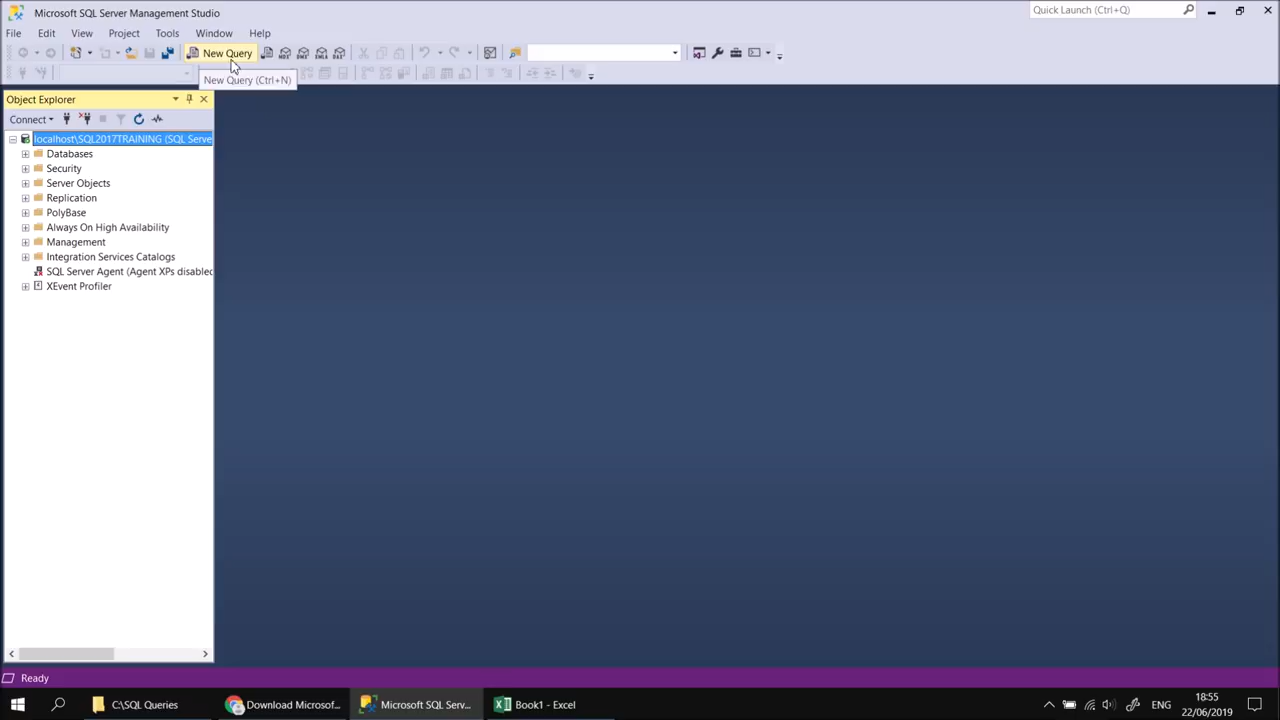 Microsoft SQL Server Management Studio
Quick Launch (Ctrl+Q)
File Edit View Project Tools Window Help
New Query
New Query (Ctrl+N)
Object Explorer
Connect
localhost\SQL2017TRAINING (SQL Serve
Databases
Security
Server Objects
Replication
PolyBase
Always On High Availability
Management
Integration Services Catalogs
SQL Server Agent (Agent XPs disabled
XEvent Profiler
Ready
C:\SQL Queries
Download Microsof...
Microsoft SQL Serv...
Book1 - Excel
ENG
18:55
22/06/2019